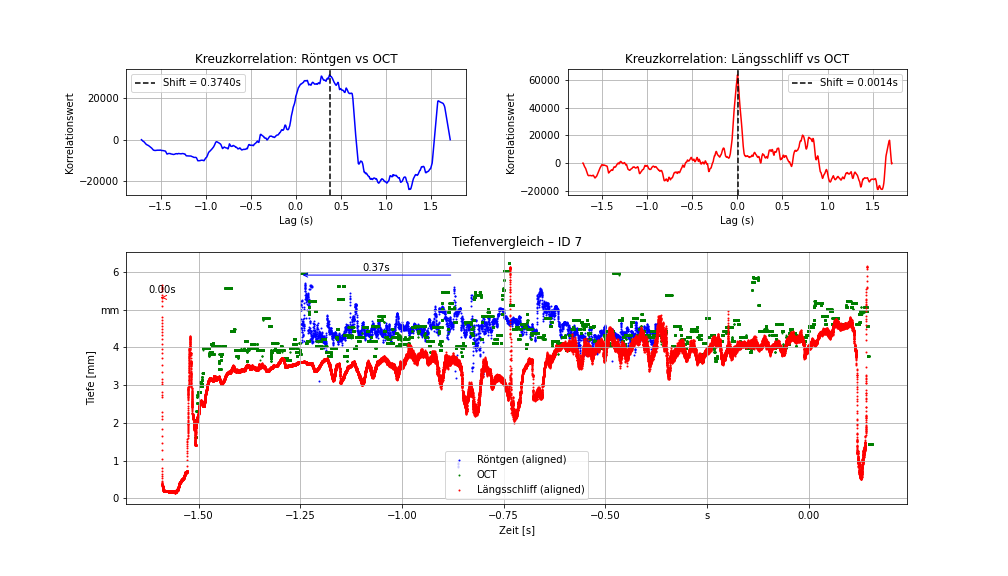 Kreuzkorrelation: Röntgen vs OCT
Korrelationswert
20000
0
−20000
Shift = 0.3740s
−1.5 −1.0 −0.5 0.0 0.5 1.0 1.5
Lag (s)
Kreuzkorrelation: Längsschliff vs OCT
Korrelationswert
60000
40000
20000
0
−20000
Shift = 0.0014s
−1.5 −1.0 −0.5 0.0 0.5 1.0 1.5
Lag (s)
Tiefenvergleich – ID 7
Tiefe [mm]
6
mm
4
3
2
1
0
0.00s
0.37s
Röntgen (aligned)
OCT
Längsschliff (aligned)
−1.50 −1.25 −1.00 −0.75 −0.50 s 0.00
Zeit [s]